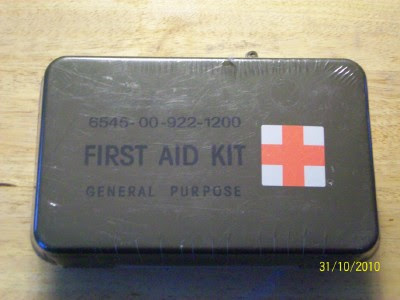 6545-00-922-1200
FIRST AID KIT
GENERAL PURPOSE
31/10/2010